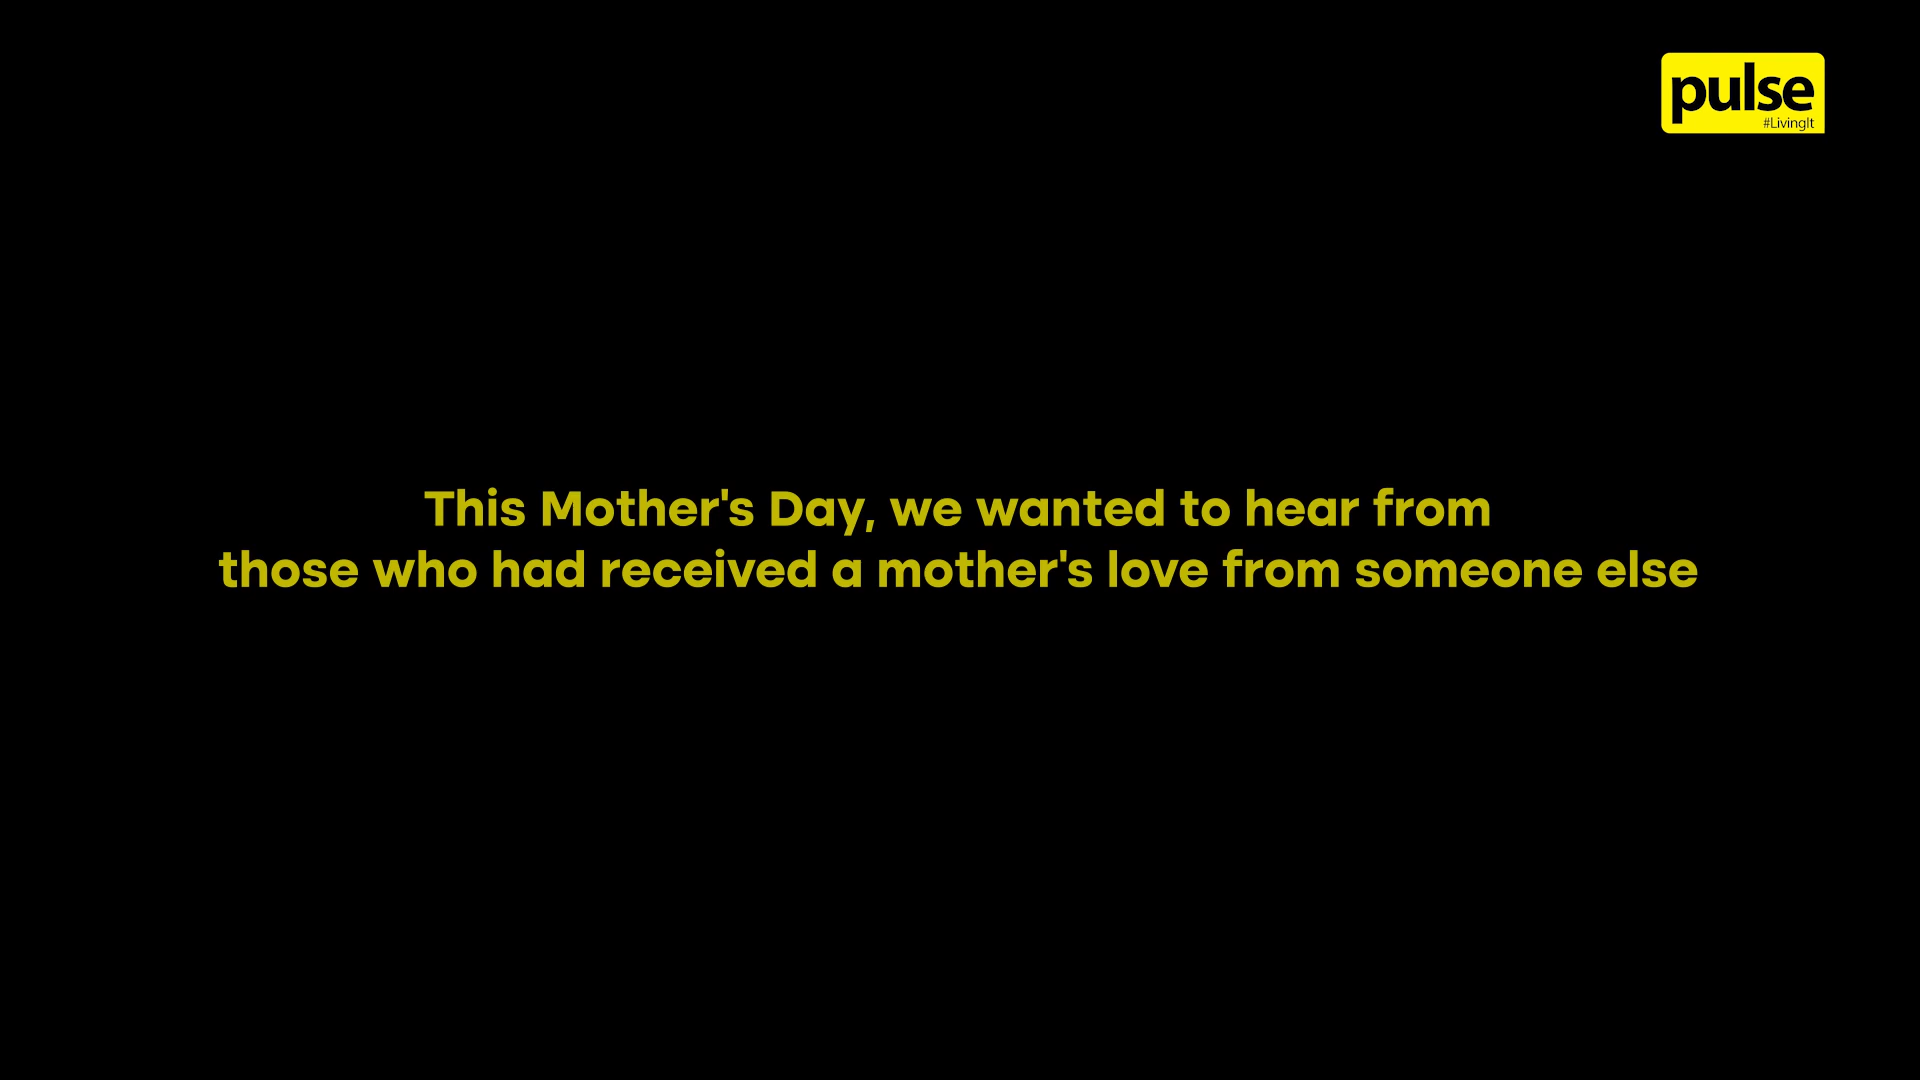 pulse
#LivingIt
This Mother's Day, we wanted to hear from
those who had received a mother's love from someone else